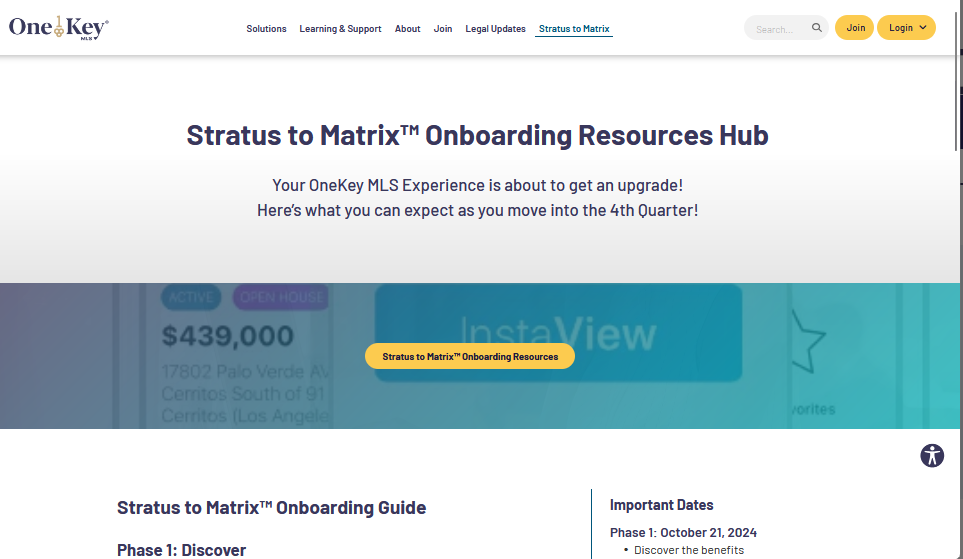 One Key®
MLS
Solutions Learning & Support About Join Legal Updates Stratus to Matrix
Search...
Join
Login
Stratus to Matrix™ Onboarding Resources Hub
Your OneKey MLS Experience is about to get an upgrade!
Here's what you can expect as you move into the 4th Quarter!
ACTIVE OPEN HOUSE
$439,000
InstaView
Stratus to Matrix™ Onboarding Resources
17802 Palo Verde AV
Cerritos South of 91
Cerritos (Los Angele
vorites
Stratus to Matrix™ Onboarding Guide
Phase 1: Discover
Important Dates
Phase 1: October 21, 2024
• Discover the benefits